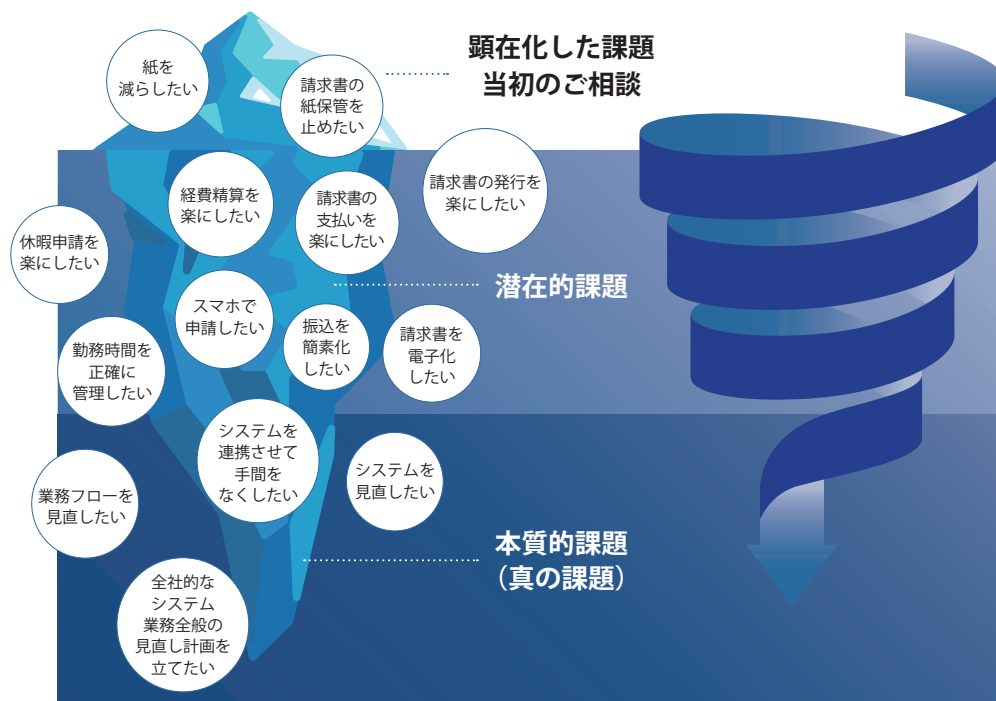 顕在化した課題
当初のご相談
紙を
減らしたい
請求書の
紙保管を
止めたい
経費精算を
楽にしたい
請求書の
支払いを
楽にしたい
請求書の発行を
楽にしたい
休暇申請を
楽にしたい
潜在的課題
スマホで
申請したい
振込を
簡素化
したい
請求書を
電子化
したい
勤務時間を
正確に
管理したい
システムを
連携させて
手間を
なくしたい
システムを
見直したい
業務フローを
見直したい
本質的課題
（真の課題）
全社的な
システム
業務全般の
見直し計画を
立てたい